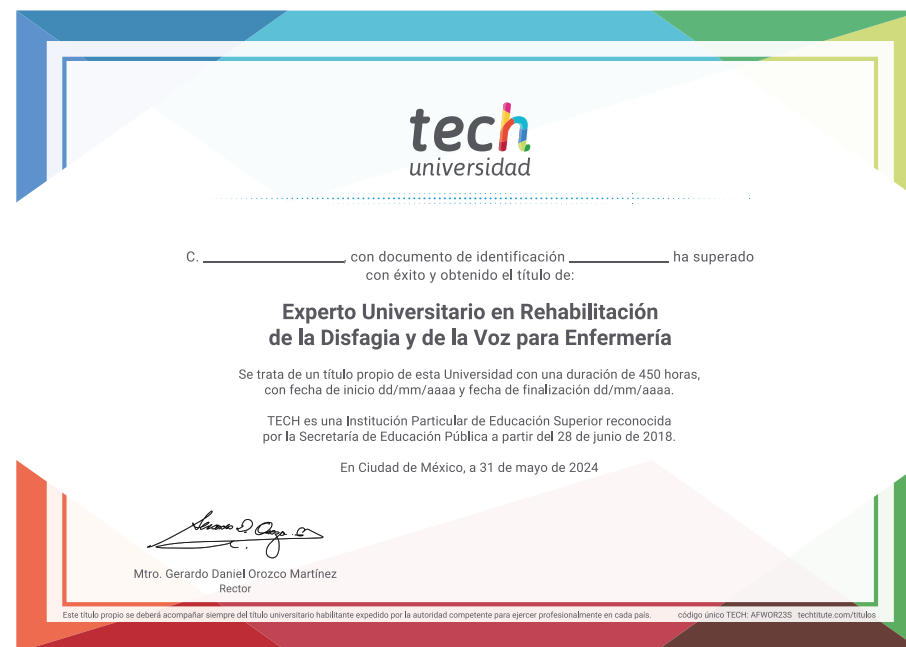 tech
universidad
C. ____________, con documento de identificación ____________ ha superado
con éxito y obtenido el título de:
Experto Universitario en Rehabilitación
de la Disfagia y de la Voz para Enfermería
Se trata de un título propio de esta Universidad con una duración de 450 horas,
con fecha de inicio dd/mm/aaaa y fecha de finalización dd/mm/aaaa.
TECH es una Institución Particular de Educación Superior reconocida
por la Secretaría de Educación Pública a partir del 28 de junio de 2018.
En Ciudad de México, a 31 de mayo de 2024
Mtro. Gerardo Daniel Orozco Martínez
Rector
Este título propio se deberá acompañar siempre del título universitario habilitante expedido por la autoridad competente para ejercer profesionalmente en cada país. código único TECH: AFWOR23S techtitute.com/titulos